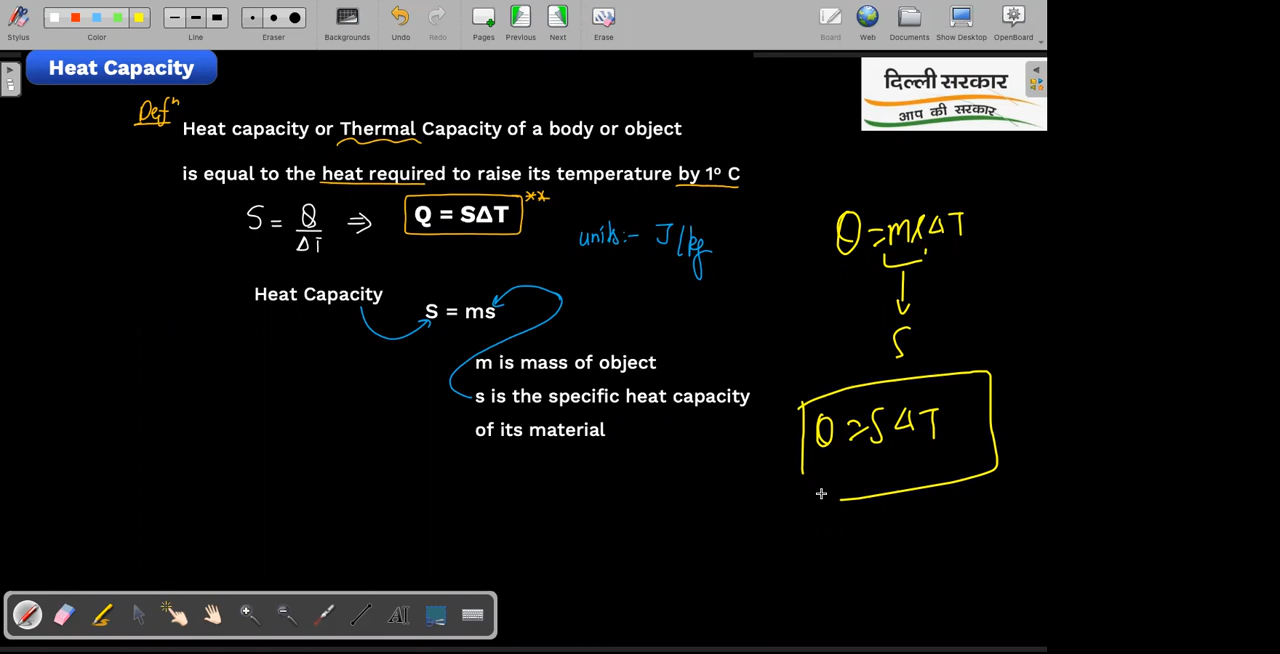 Stylus Color Line Eraser Backgrounds Undo Redo Pages Previous Next Erase Board Web Documents Show Desktop OpenBoard
Heat Capacity
दिल्ली सरकार
आप की सरकार
Defⁿ
Heat capacity or Thermal Capacity of a body or object
is equal to the heat required to raise its temperature by 1° C
S = Q/ΔT ⇒ Q = SΔT **
units:- J/kg
Q = msΔT
Heat Capacity
S = ms
S
m is mass of object
s is the specific heat capacity
of its material
Q = SΔT
AI